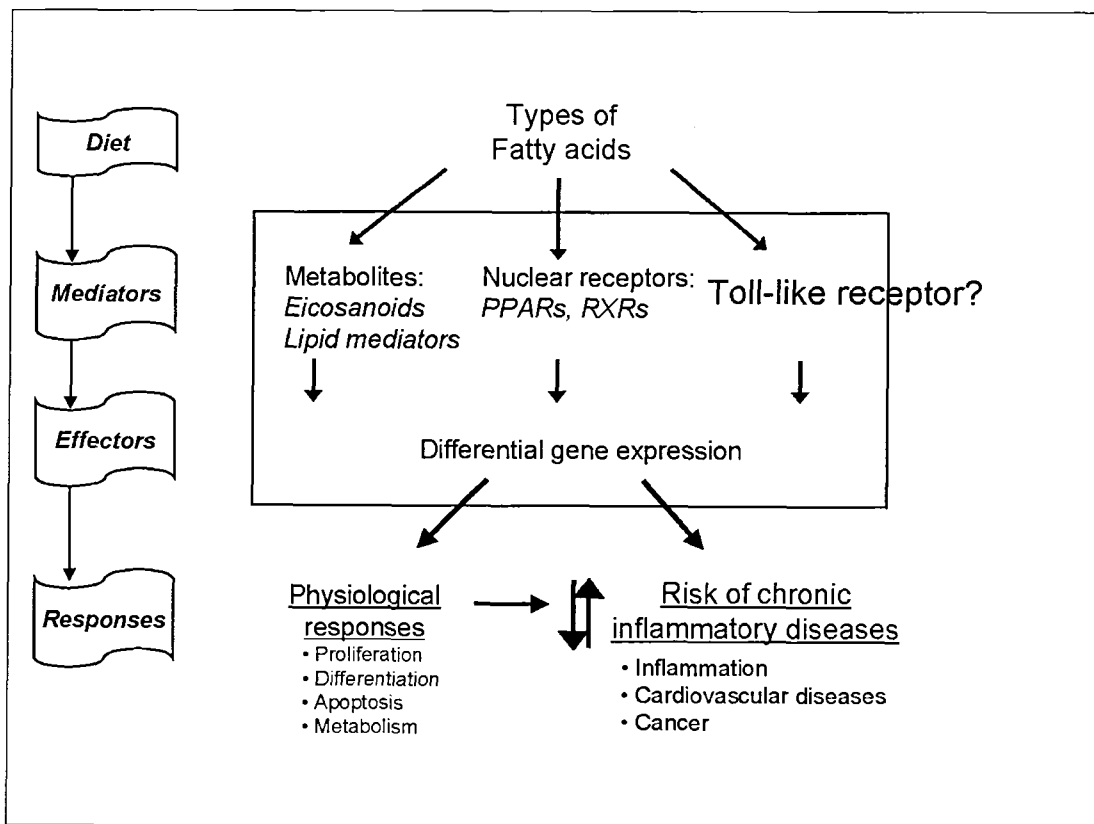 Diet
Mediators
Effectors
Responses
Types of
Fatty acids
Metabolites:
Eicosanoids
Lipid mediators
Nuclear receptors:
PPARs, RXRs
Toll-like receptor?
Differential gene expression
Physiological
responses
• Proliferation
• Differentiation
• Apoptosis
• Metabolism
Risk of chronic
inflammatory diseases
• Inflammation
• Cardiovascular diseases
• Cancer